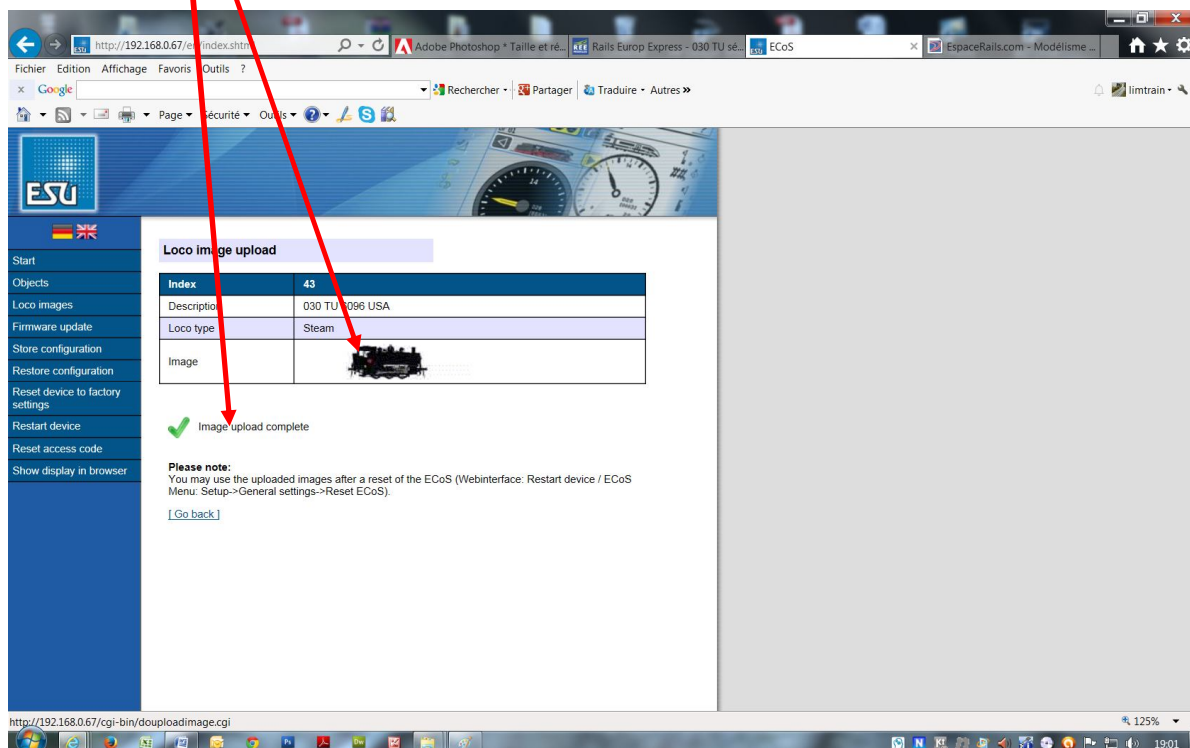 http://192.168.0.67/en/index.shtm
Adobe Photoshop * Taille et ré...
Rails Europ Express - 030 TU sé...
ECoS
EspaceRails.com - Modélisme ...
Fichier Edition Affichage Favoris Outils ?
x Google
Rechercher
Partager
Traduire
Autres »
limtrain
Page Sécurité Outils
ESU
Start
Objects
Loco images
Firmware update
Store configuration
Restore configuration
Reset device to factory
settings
Restart device
Reset access code
Show display in browser
Loco image upload
Index 43
Description 030 TU 6096 USA
Loco type Steam
Image
Image upload complete
Please note:
You may use the uploaded images after a reset of the ECoS (Webinterface: Restart device / ECoS
Menu: Setup->General settings->Reset ECoS).
[ Go back ]
http://192.168.0.67/cgi-bin/douploadimage.cgi
125%
19:01